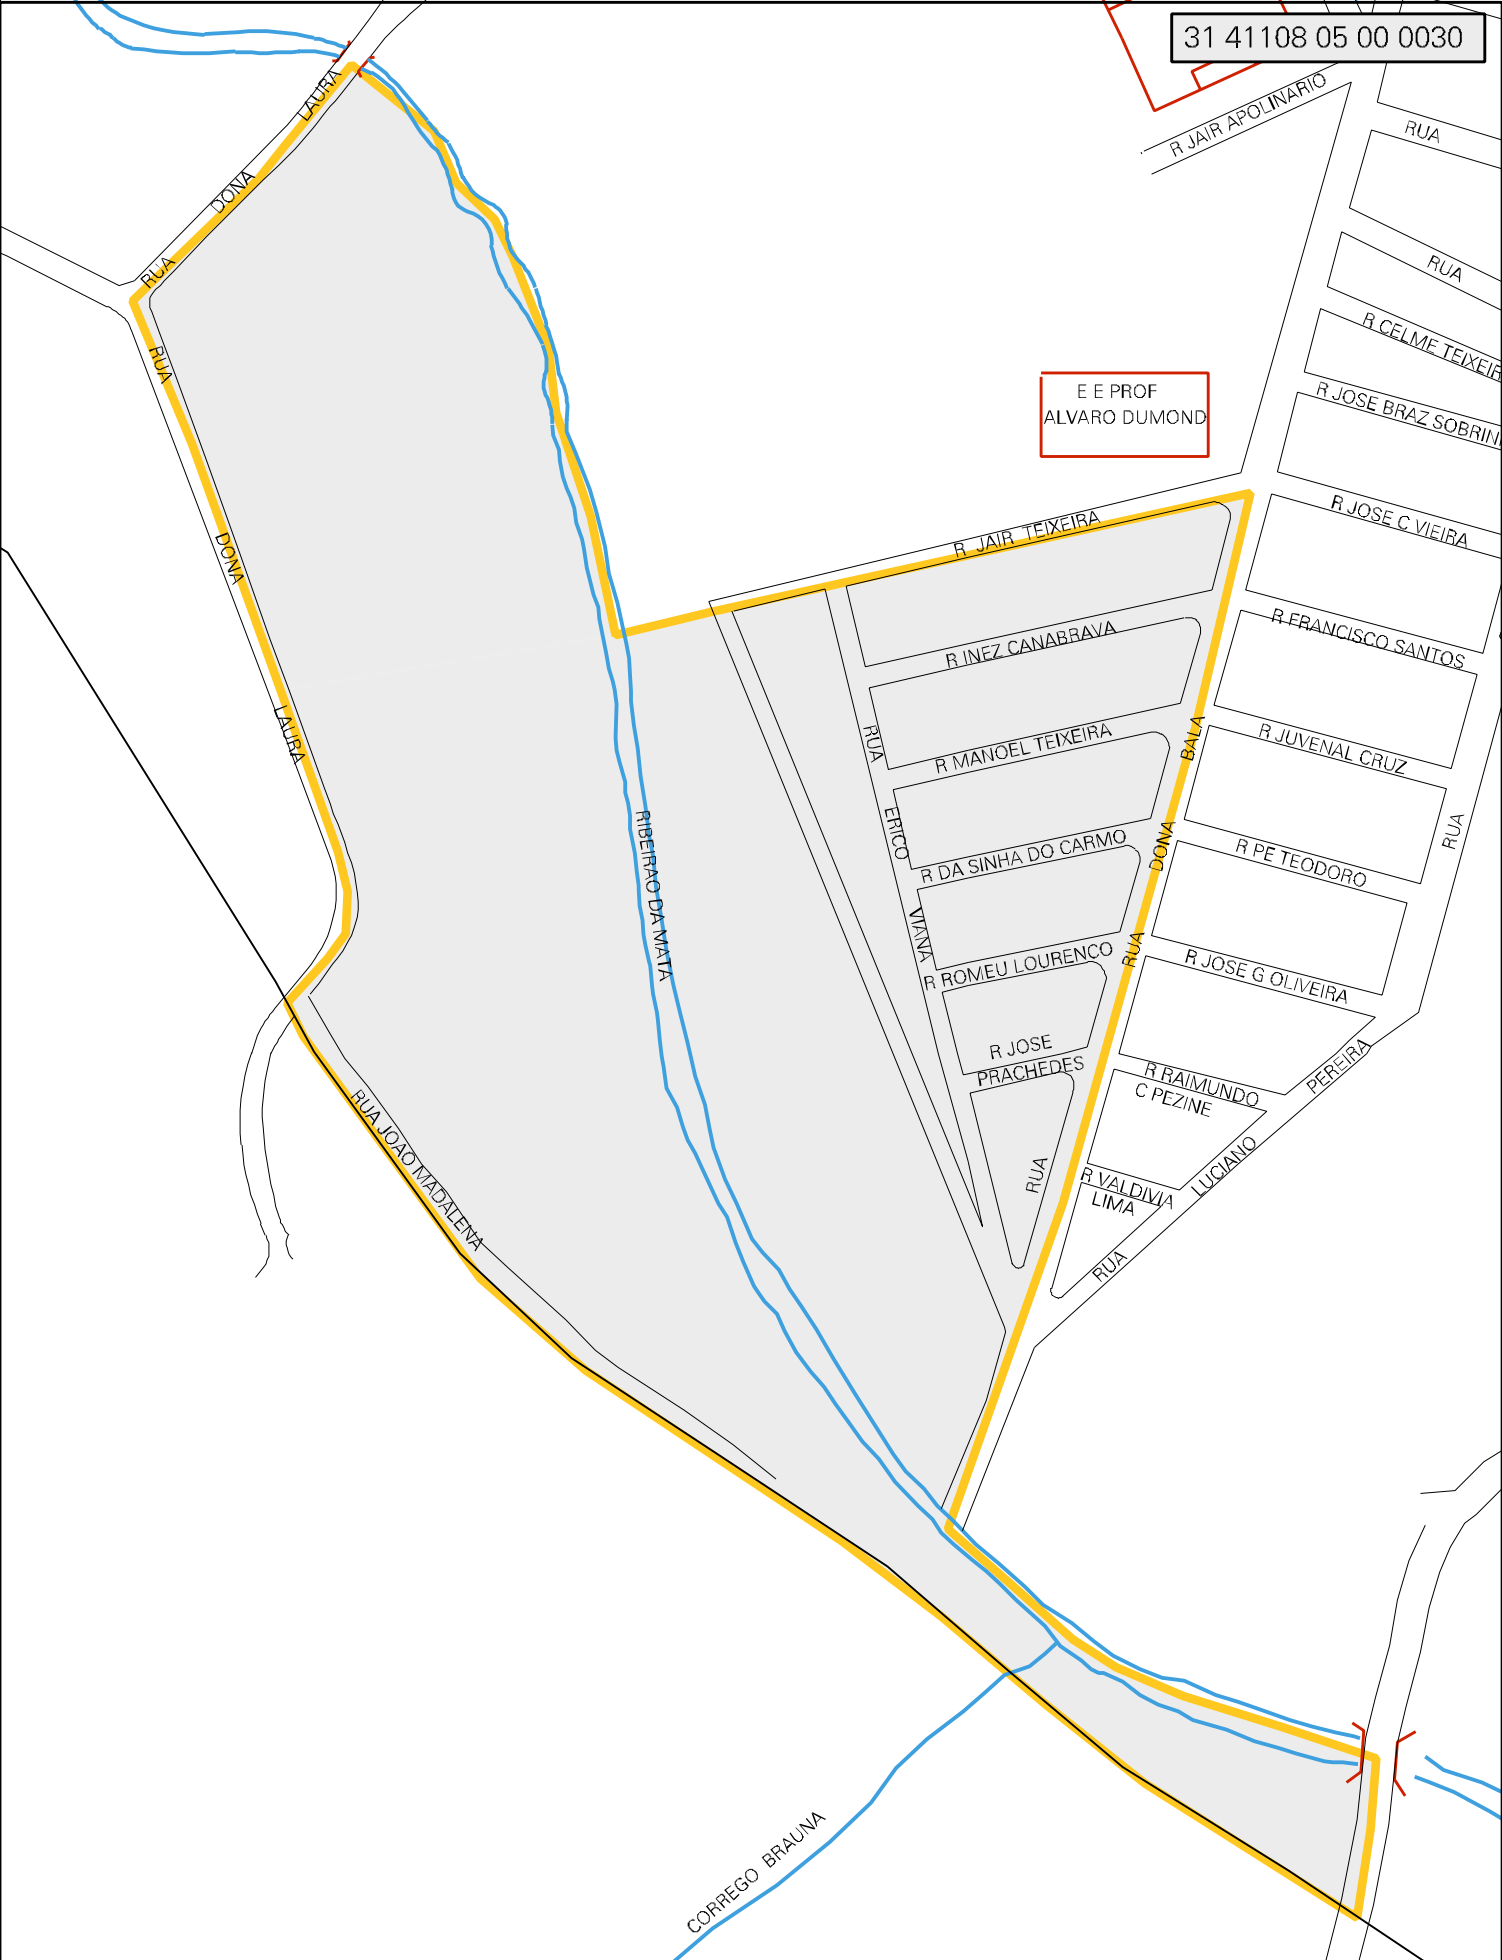 31 41108 05 00 0030
R JAIR APOLINARIO
RUA
RUA
R CELME TEIXEIR
R JOSE BRAZ SOBRIN
E E PROF
ALVARO DUMOND
RUA DONA LAURA
RUA DONA LAURA
R JAIR TEIXEIRA
R JOSE C VIEIRA
R INEZ CANABRAVA
R FRANCISCO SANTOS
R MANOEL TEIXEIRA
R JUVENAL CRUZ
R DA SINHA DO CARMO
R PE TEODORO
R ROMEU LOURENCO
R JOSE G OLIVEIRA
R JOSE
PRACHEDES
R RAIMUNDO
C PEZINE
R VALDIVIA
LIMA
RUA ERICO VIANA
RUA DONA BALA
RUA
RUA LUCIANO PEREIRA
RUA
RIBEIRAO DA MATA
RUA JOAO MADALENA
CORREGO BRAUNA